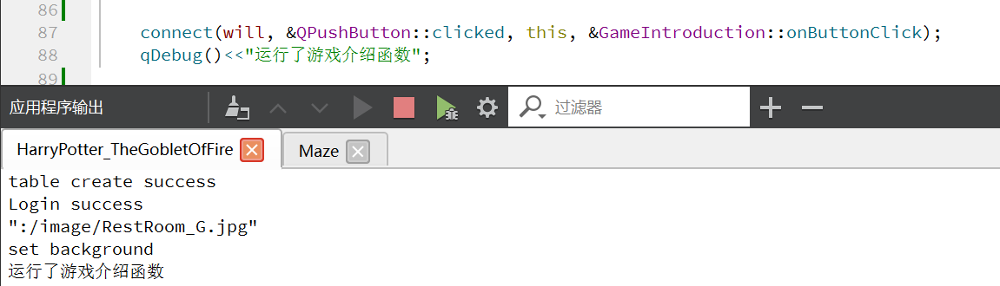 86
87 connect(will, &QPushButton::clicked, this, &GameIntroduction::onButtonClick);
88 qDebug()<<"运行了游戏介绍函数";
89
应用程序输出 过滤器
HarryPotter_TheGobletOfFire Maze
table create success
Login success
":/image/RestRoom_G.jpg"
set background
运行了游戏介绍函数